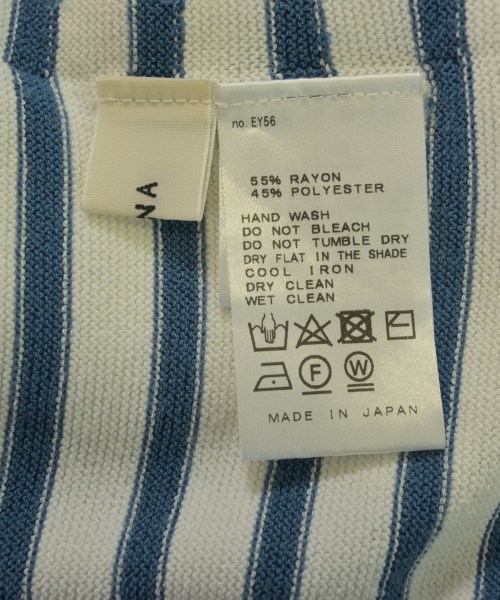 NA
no. EY56
55% RAYON
45% POLYESTER
HAND WASH
DO NOT BLEACH
DO NOT TUMBLE DRY
DRY FLAT IN THE SHADE
COOL IRON
DRY CLEAN
WET CLEAN
F W
MADE IN JAPAN